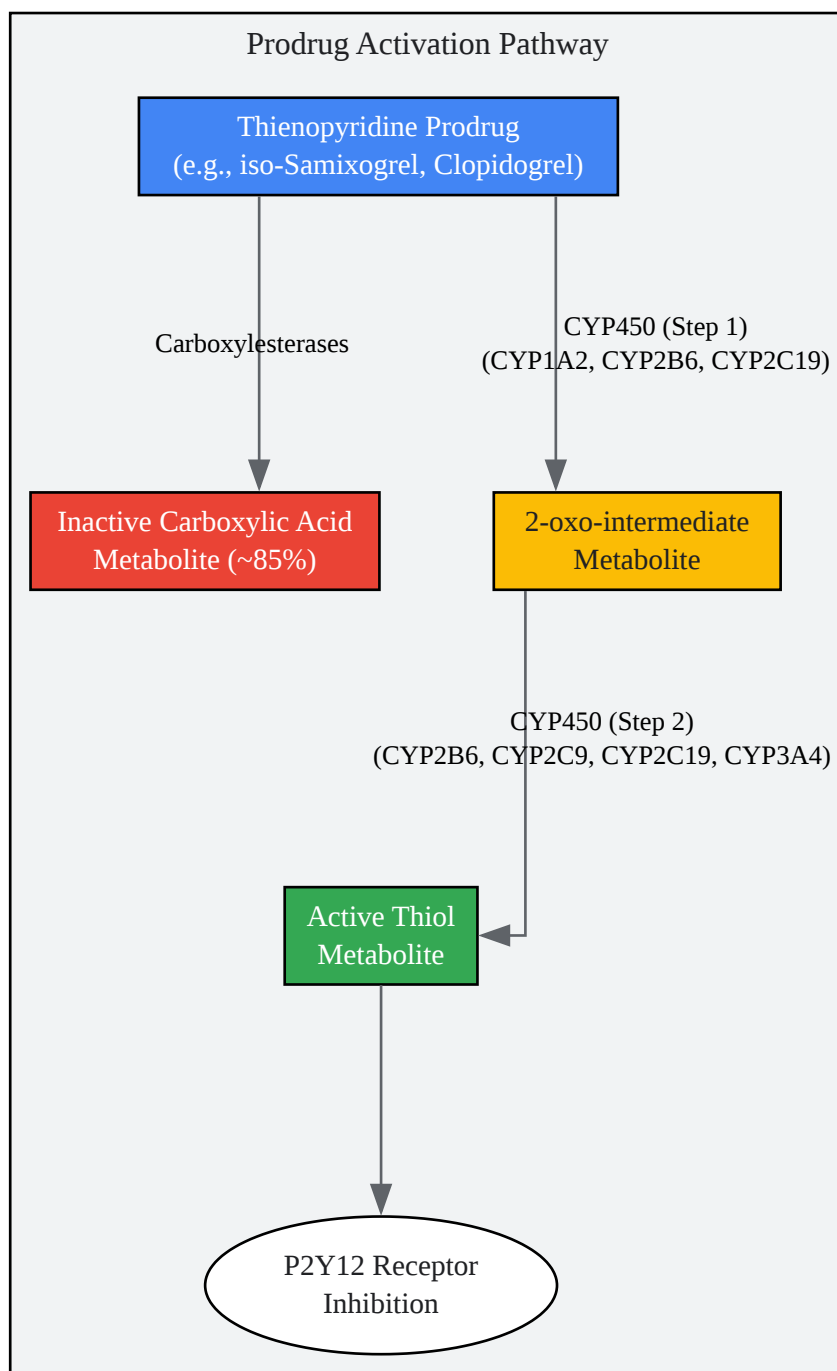 Prodrug Activation Pathway
Thienopyridine Prodrug
(e.g., iso-Samixogrel, Clopidogrel)
Carboxylesterases
CYP450 (Step 1)
(CYP1A2, CYP2B6, CYP2C19)
Inactive Carboxylic Acid
Metabolite (~85%)
2-oxo-intermediate
Metabolite
CYP450 (Step 2)
(CYP2B6, CYP2C9, CYP2C19, CYP3A4)
Active Thiol
Metabolite
P2Y12 Receptor
Inhibition